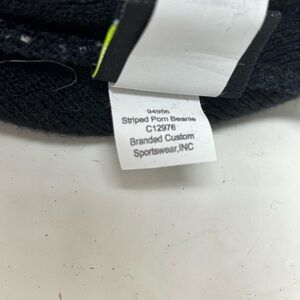 94956
Striped Pom Beanie
C12976
Branded Custom
Sportswear,INC